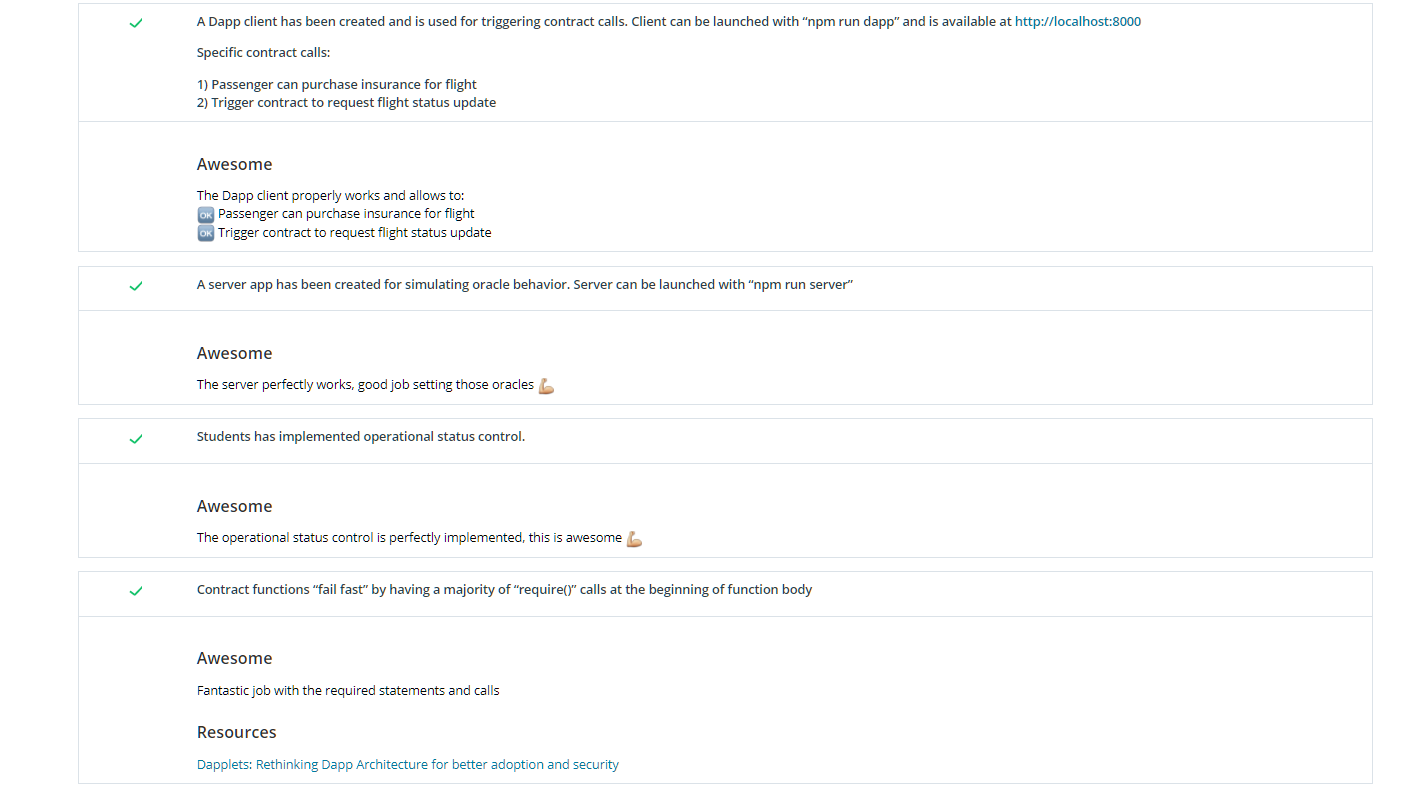 A Dapp client has been created and is used for triggering contract calls. Client can be launched with “npm run dapp” and is available at http://localhost:8000
Specific contract calls:
1) Passenger can purchase insurance for flight
2) Trigger contract to request flight status update
Awesome
The Dapp client properly works and allows to:
🆗 Passenger can purchase insurance for flight
🆗 Trigger contract to request flight status update
A server app has been created for simulating oracle behavior. Server can be launched with “npm run server”
Awesome
The server perfectly works, good job setting those oracles 💪🏼
Students has implemented operational status control.
Awesome
The operational status control is perfectly implemented, this is awesome 💪🏼
Contract functions “fail fast” by having a majority of “require()” calls at the beginning of function body
Awesome
Fantastic job with the required statements and calls
Resources
Dapplets: Rethinking Dapp Architecture for better adoption and security